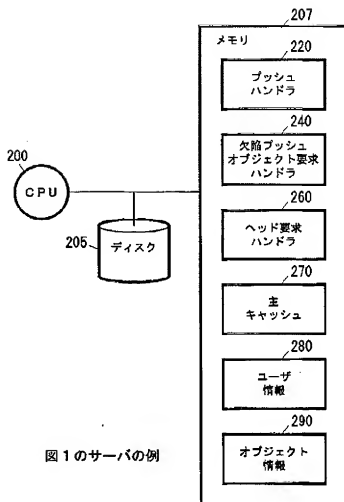 207
メモリ
220
プッシュ
ハンドラ
240
欠陥プッシュ
オブジェクト要求
ハンドラ
200
CPU
260
ヘッド要求
ハンドラ
205
ディスク
270
主
キャッシュ
280
ユーザ
情報
290
オブジェクト
情報
図1のサーバの例